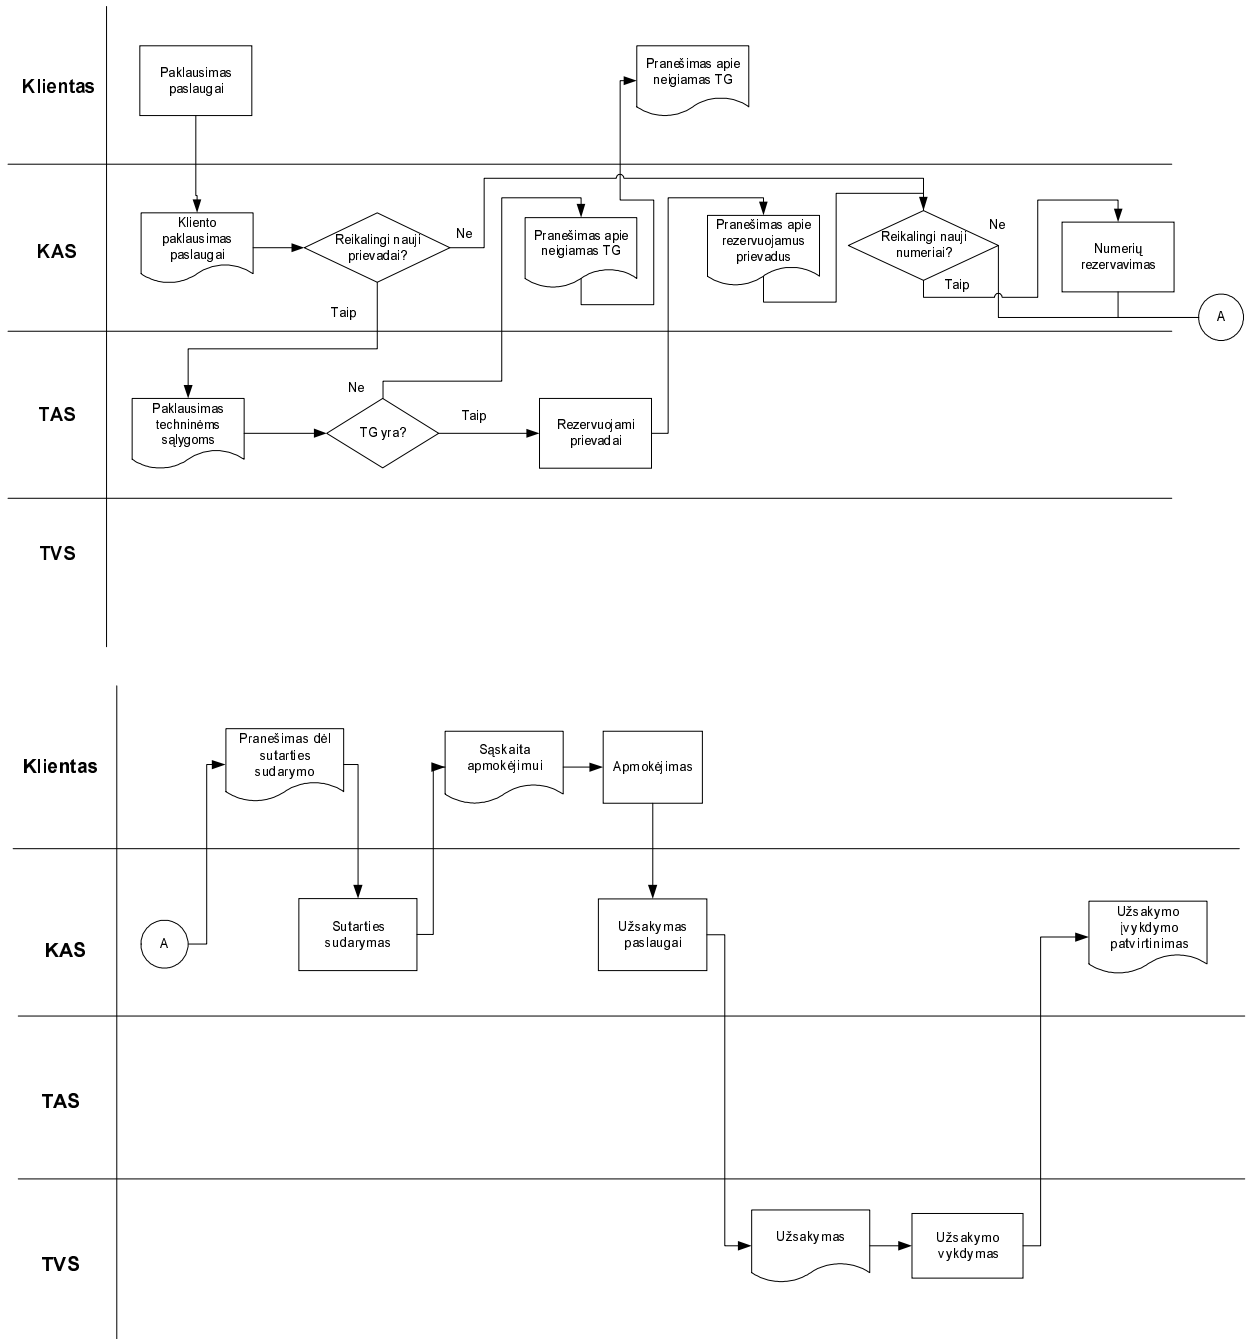 Klientas
Paklausimas
paslaugai
Pranešimas apie
neigiamas TG
KAS
Kliento
paklausimas
paslaugai
Reikalingi nauji
prievadai?
Ne
Taip
Pranešimas apie
neigiamas TG
Pranešimas apie
rezervuojamus
prievadus
Reikalingi nauji
numeriai?
Ne
Taip
Numerių
rezervavimas
A
TAS
Paklausimas
techninėms
sąlygoms
Ne
TG yra?
Taip
Rezervuojami
prievadai
TVS
Klientas
Pranešimas dėl
sutarties
sudarymo
Sąskaita
apmokėjimui
Apmokėjimas
KAS
A
Sutarties
sudarymas
Užsakymas
paslaugai
Užsakymo
įvykdymo
patvirtinimas
TAS
TVS
Užsakymas
Užsakymo
vykdymas